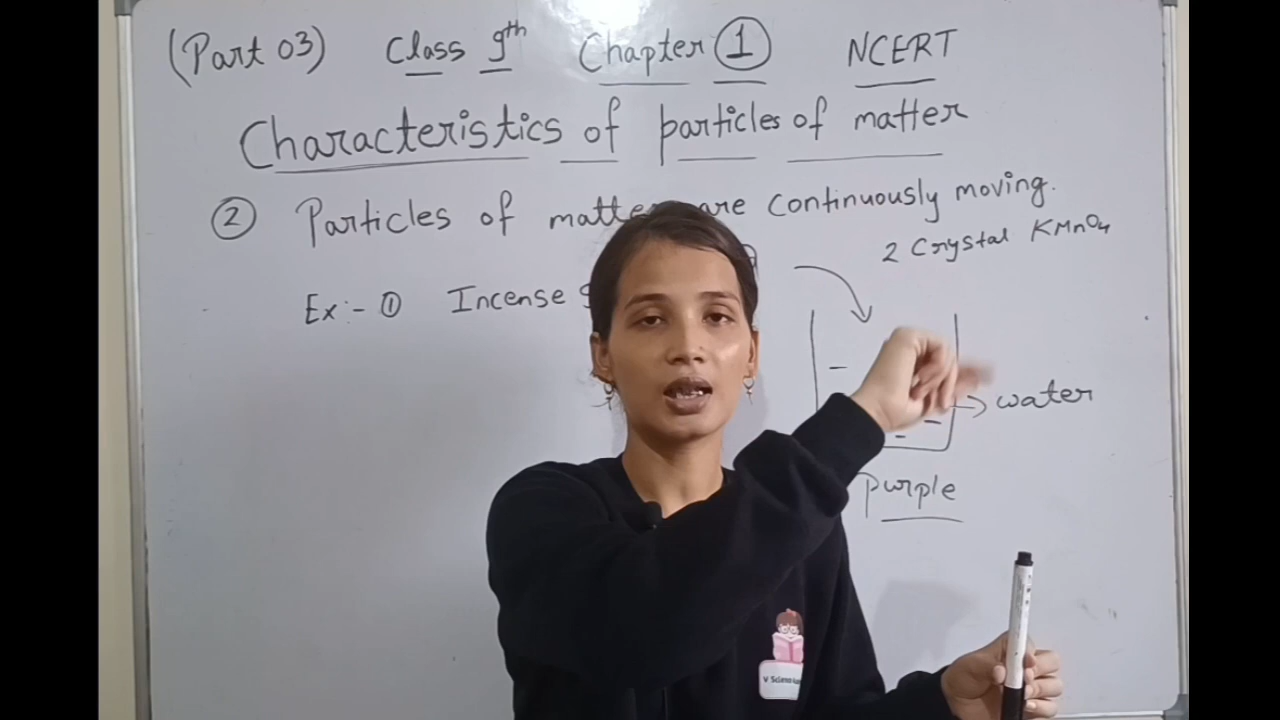 (Part 03) Class 9th Chapter ① NCERT
Characteristics of particles of matter
② Particles of matter are continuously moving.
2 Crystal KMnO4
Ex:- ① Incense
water
purple
V Science